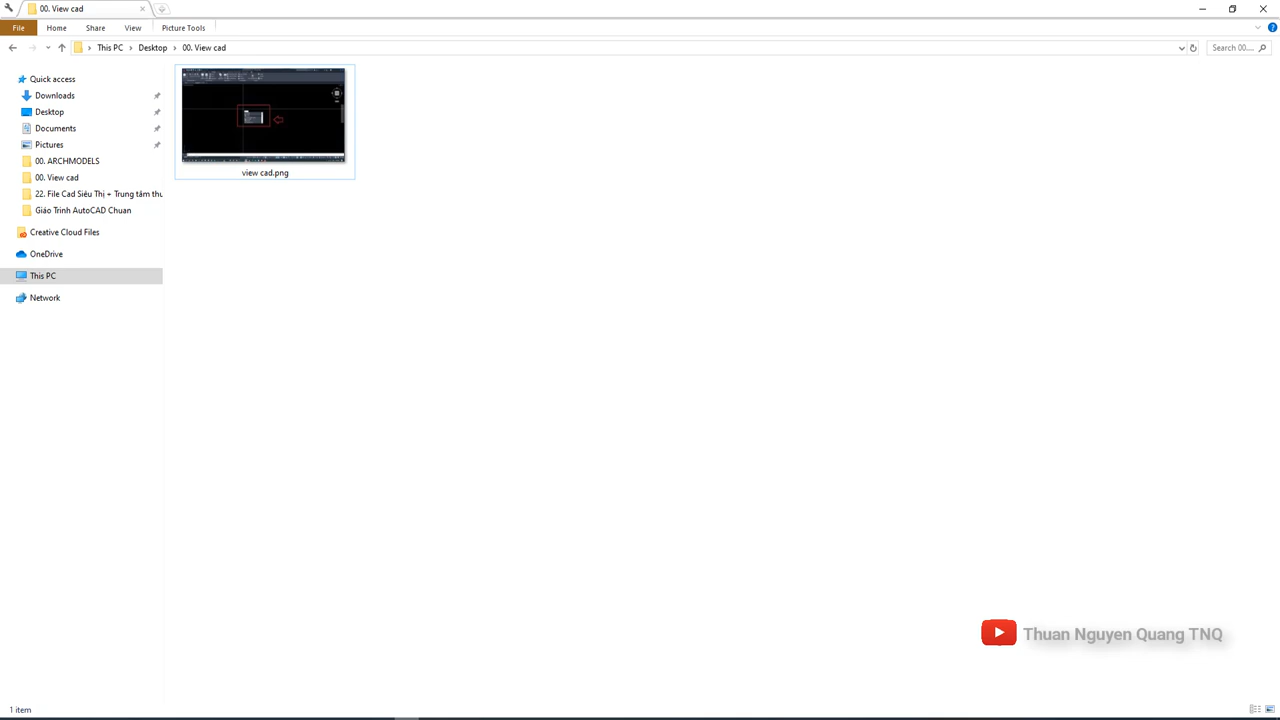 00. View cad
File Home Share View Picture Tools
This PC Desktop 00. View cad Search 00....
Quick access
Downloads
Desktop
Documents
Pictures
00. ARCHMODELS
00. View cad
22. File Cad Siêu Thị + Trung tâm thu
Giáo Trình AutoCAD Chuan
Creative Cloud Files
OneDrive
This PC
Network
view cad.png
Thuan Nguyen Quang TNQ
1 item